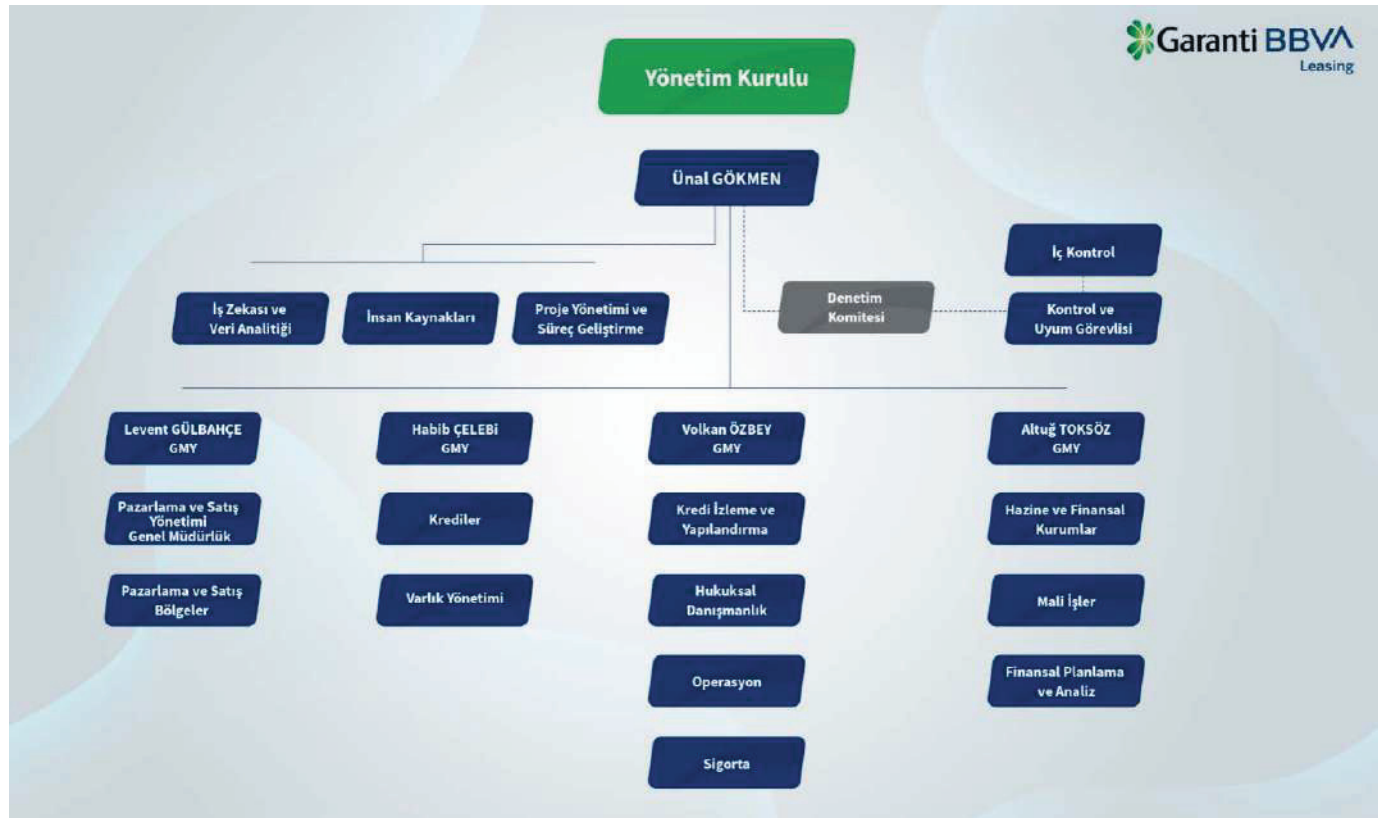 Garanti BBVA
Leasing
Yönetim Kurulu
Ünal GÖKMEN
İç Kontrol
İş Zekası ve
Veri Analitiği
İnsan Kaynakları
Proje Yönetimi ve
Süreç Geliştirme
Denetim
Komitesi
Kontrol ve
Uyum Görevlisi
Levent GÜLBAHÇE
GMY
Habib ÇELEBİ
GMY
Volkan ÖZBEY
GMY
Altuğ TOKSÖZ
GMY
Pazarlama ve Satış
Yönetimi
Genel Müdürlük
Krediler
Kredi İzleme ve
Yapılandırma
Hazine ve Finansal
Kurumlar
Pazarlama ve Satış
Bölgeler
Varlık Yönetimi
Hukuksal
Danışmanlık
Mali İşler
Operasyon
Finansal Planlama
ve Analiz
Sigorta